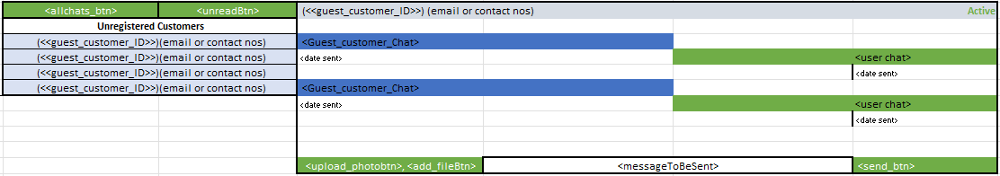 <allchats_btn> <unreadBtn> (<<guest_customer_ID>>) (email or contact nos) Active
Unregistered Customers
(<<guest_customer_ID>>)(email or contact nos) <Guest_customer_Chat>
(<<guest_customer_ID>>)(email or contact nos) <date sent> <user chat>
(<<guest_customer_ID>>)(email or contact nos) <date sent>
(<<guest_customer_ID>>)(email or contact nos) <Guest_customer_Chat>
<date sent> <user chat>
<date sent>
<upload_photobtn>, <add_fileBtn> <messageToBeSent> <send_btn>